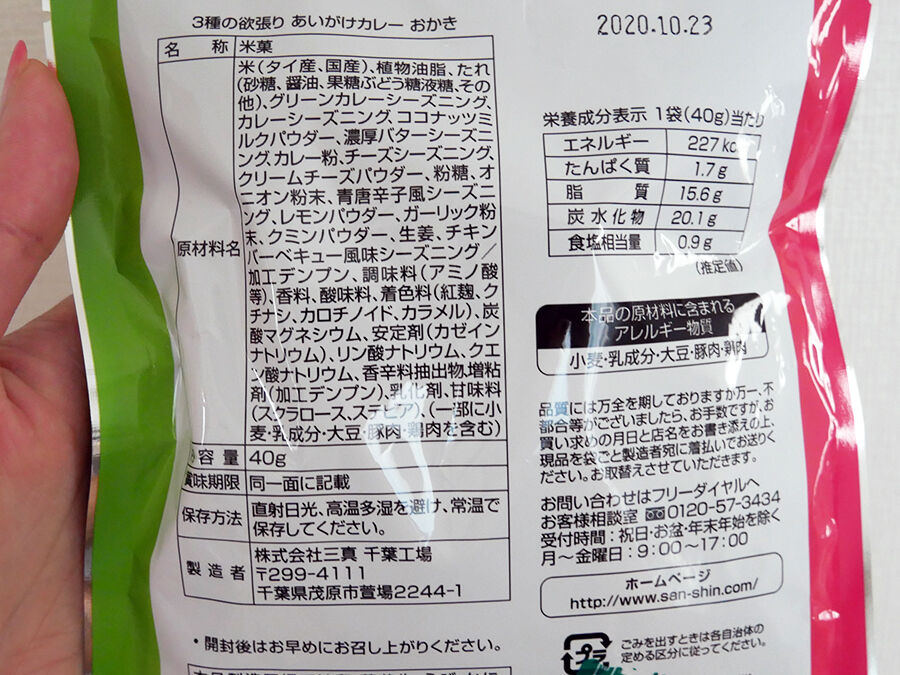 3種の欲張り あいがけカレー おかき
名 称 米菓
原材料名
米(タイ産、国産)、植物油脂、たれ
(砂糖、醤油、果糖ぶどう糖液糖、その
他)、グリーンカレーシーズニング、
カレーシーズニング、ココナッツミ
ルクパウダー、濃厚バターシーズニ
ング、カレー粉、チーズシーズニング、
クリームチーズパウダー、粉糖、オ
ニオン粉末、青唐辛子風シーズニ
ング、レモンパウダー、ガーリック粉
末、クミンパウダー、生姜、チキン
バーベキュー風味シーズニング/
加工デンプン、調味料(アミノ酸
等)、香料、酸味料、着色料(紅麹、ク
チナシ、カロチノイド、カラメル)、炭
酸マグネシウム、安定剤(カゼイン
ナトリウム)、リン酸ナトリウム、クエ
ン酸ナトリウム、香辛料抽出物、増粘
剤(加工デンプン)、乳化剤、甘味料
(スクラロース、ステビア)、(一部に小
麦・乳成分・大豆・豚肉・鶏肉を含む)
容量 40g
賞味期限 同一面に記載
保存方法 直射日光、高温多湿を避け、常温で
保存してください。
製造者 株式会社三真 千葉工場
〒299-4111
千葉県茂原市萱場2244-1
・開封後はお早めにお召し上がりください。
2020.10.23
栄養成分表示 1袋(40g)当たり
エネルギー 227kc
たんぱく質 1.7g
脂質 15.6g
炭水化物 20.1g
食塩相当量 0.9g
(推定値)
本品の原材料に含まれる
アレルギー物質
小麦・乳成分・大豆・豚肉・鶏肉
品質には万全を期しておりますが万一、不
都合等がございましたら、お手数ですが、お
買い求めの月日と店名をお書き添えの上、
現品を袋ごと製造者宛に着払いでお送りく
ださい。お取替えさせていただきます。
お問い合わせはフリーダイヤルへ
お客様相談室 0120-57-3434
受付時間:祝日・お盆・年末年始を除く
月〜金曜日:9:00〜17:00
ホームページ
http://www.san-shin.com/
プラ
ごみを出すときは各自治体の
定める区分に従ってください。